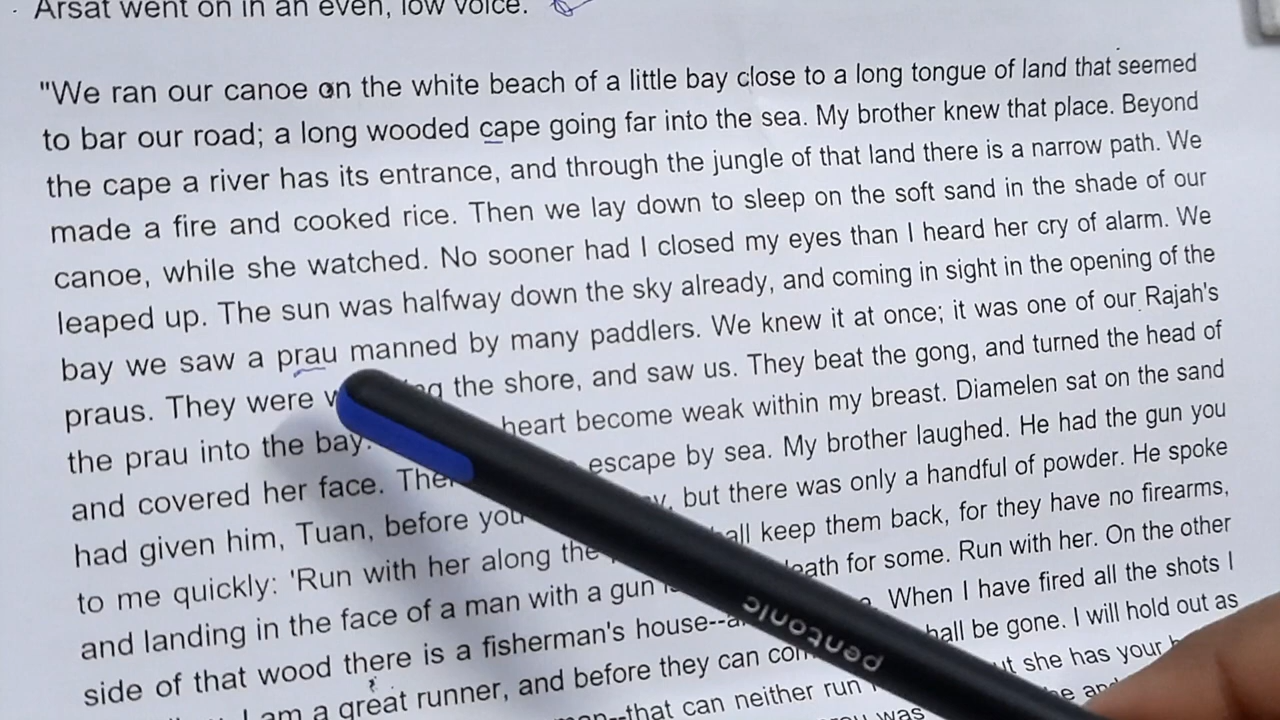 Arsat went on in an even, low voice.
"We ran our canoe on the white beach of a little bay close to a long tongue of land that seemed
to bar our road; a long wooded cape going far into the sea. My brother knew that place. Beyond
the cape a river has its entrance, and through the jungle of that land there is a narrow path. We
made a fire and cooked rice. Then we lay down to sleep on the soft sand in the shade of our
canoe, while she watched. No sooner had I closed my eyes than I heard her cry of alarm. We
leaped up. The sun was halfway down the sky already, and coming in sight in the opening of the
bay we saw a prau manned by many paddlers. We knew it at once; it was one of our Rajah's
praus. They were the shore, and saw us. They beat the gong, and turned the head of
the prau into the bay. heart become weak within my breast. Diamelen sat on the sand
and covered her face. escape by sea. My brother laughed. He had the gun you
had given him, Tuan, before you but there was only a handful of powder. He spoke
to me quickly: 'Run with her along the keep them back, for they have no firearms,
and landing in the face of a man with a gun for some. Run with her. On the other
side of that wood there is a fisherman's house-- When I have fired all the shots I
am a great runner, and before they can be gone. I will hold out as
--that can neither run she has your
was
pentonic